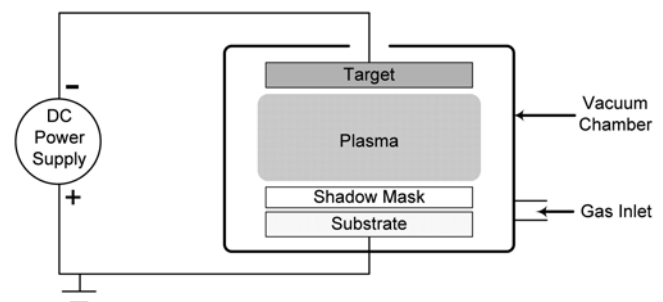 Target
-
DC
Power
Supply
+
Plasma
Vacuum
Chamber
Shadow Mask
Substrate
Gas Inlet